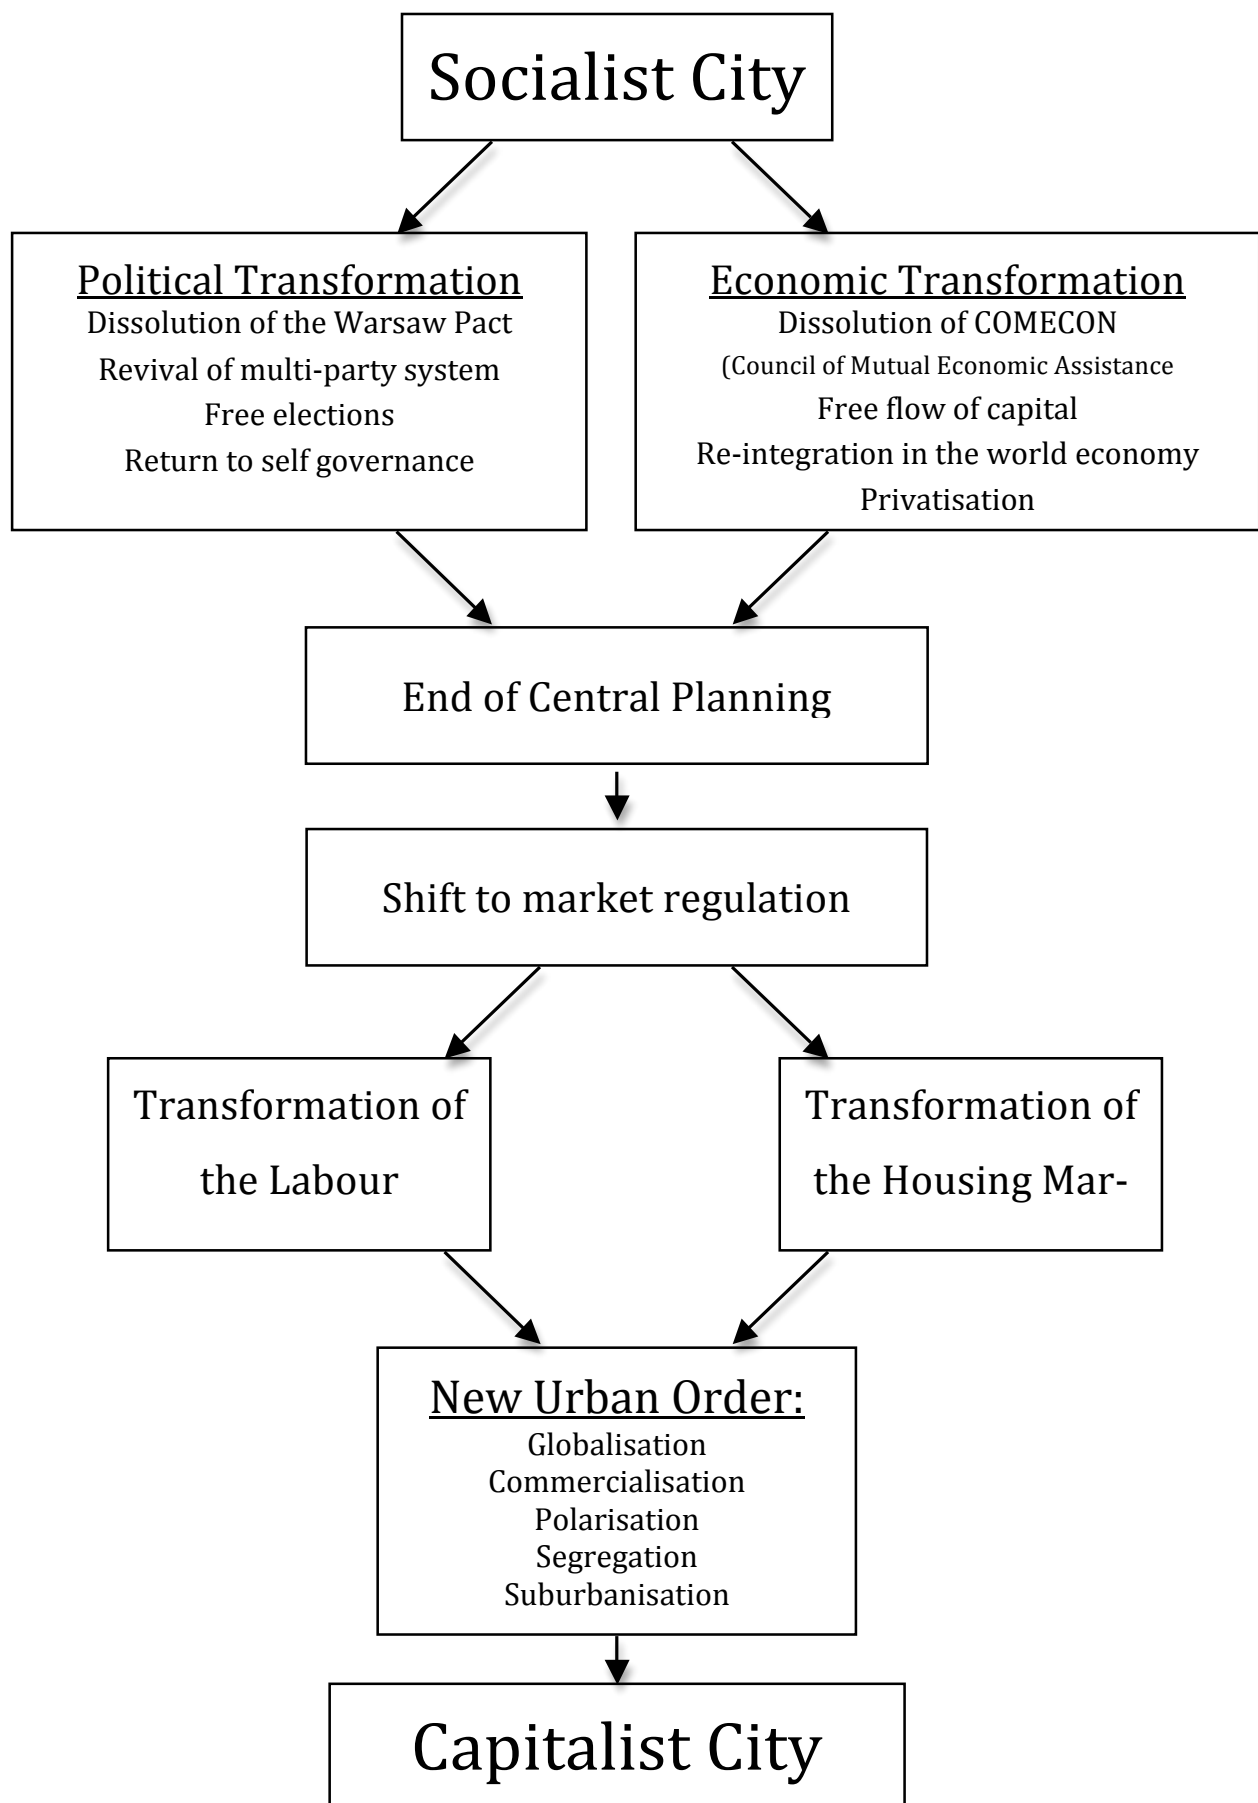 Socialist City
Political Transformation
Dissolution of the Warsaw Pact
Revival of multi-party system
Free elections
Return to self governance
Economic Transformation
Dissolution of COMECON
(Council of Mutual Economic Assistance
Free flow of capital
Re-integration in the world economy
Privatisation
End of Central Planning
Shift to market regulation
Transformation of
the Labour
Transformation of
the Housing Mar-
New Urban Order:
Globalisation
Commercialisation
Polarisation
Segregation
Suburbanisation
Capitalist City